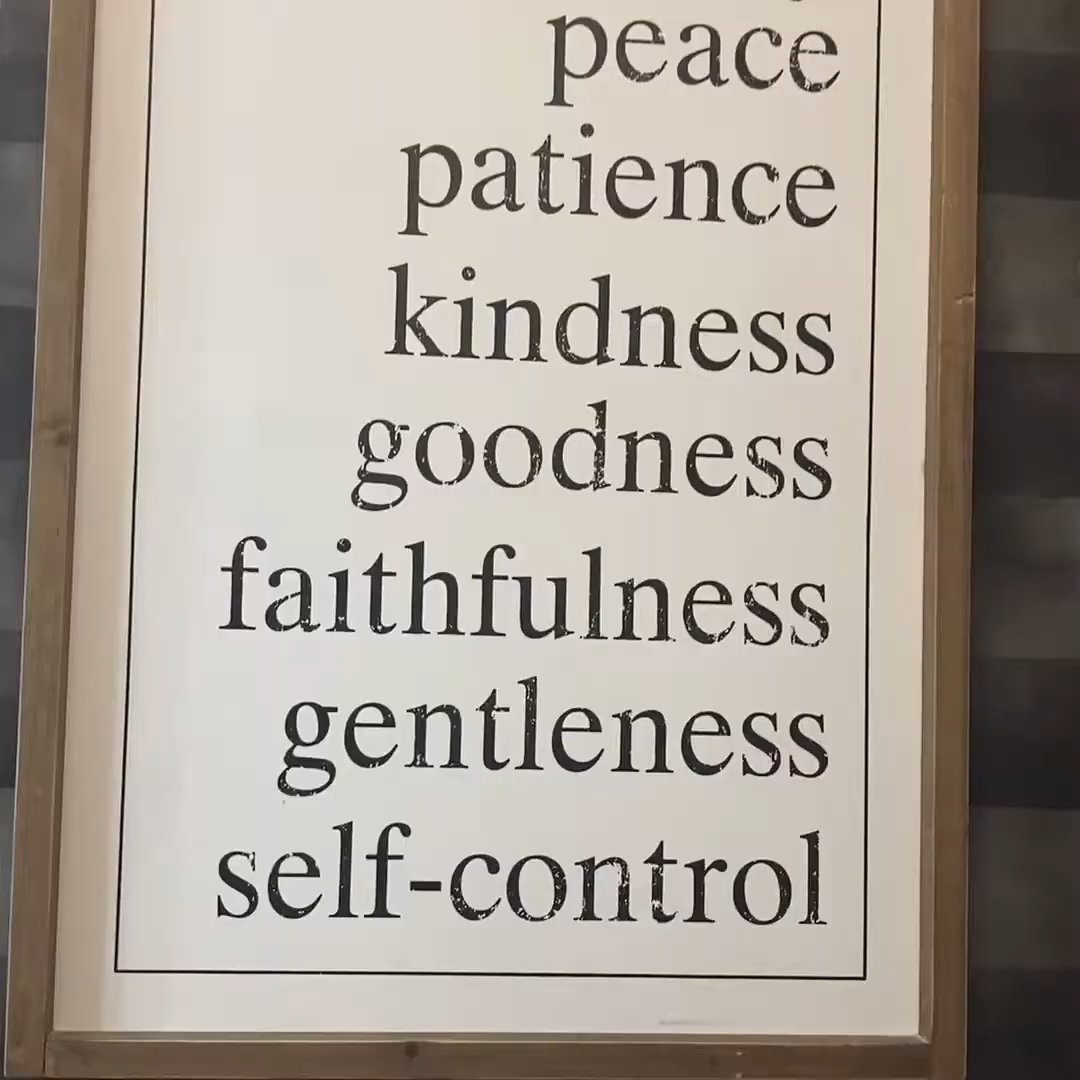 peace
patience
kindness
goodness
faithfulness
gentleness
self-control